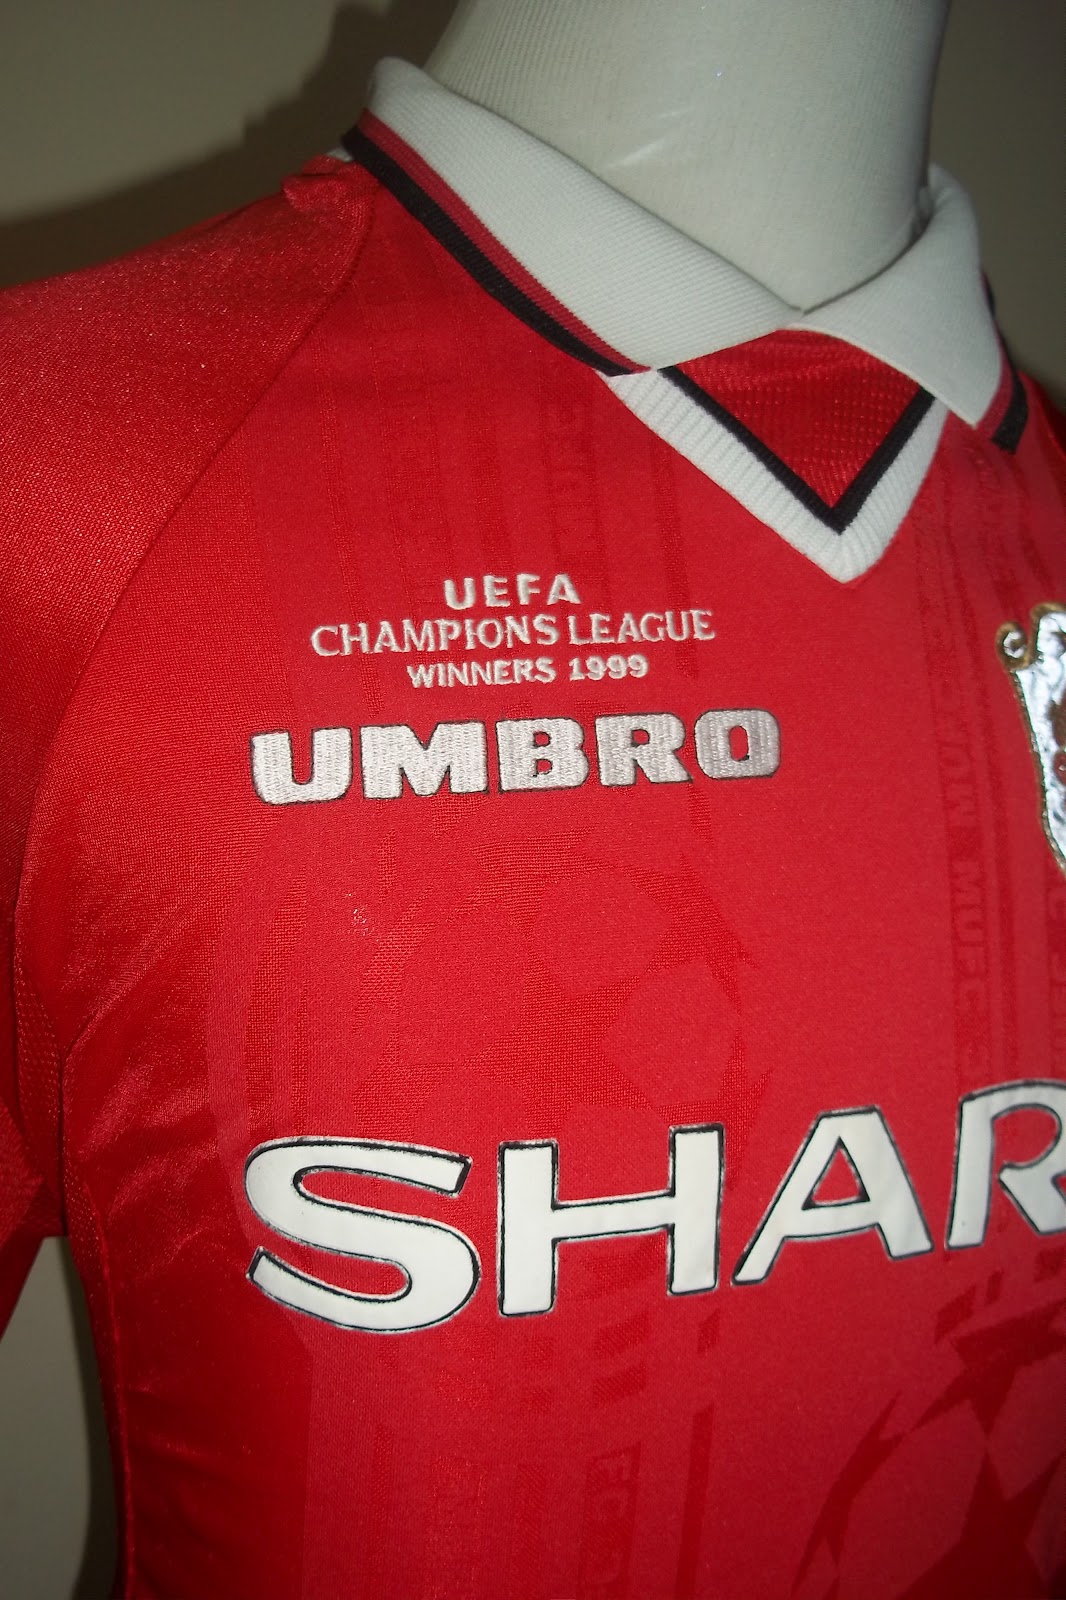 UEFA
CHAMPIONS LEAGUE
WINNERS 1999
UMBRO
SHAR